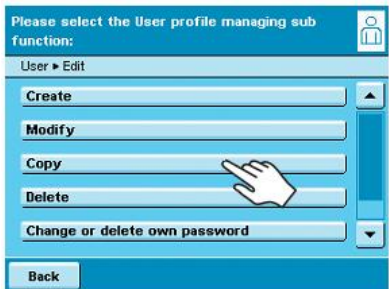 Please select the User profile managing sub
function:
User ▸ Edit
Create
Modify
Copy
Delete
Change or delete own password
Back